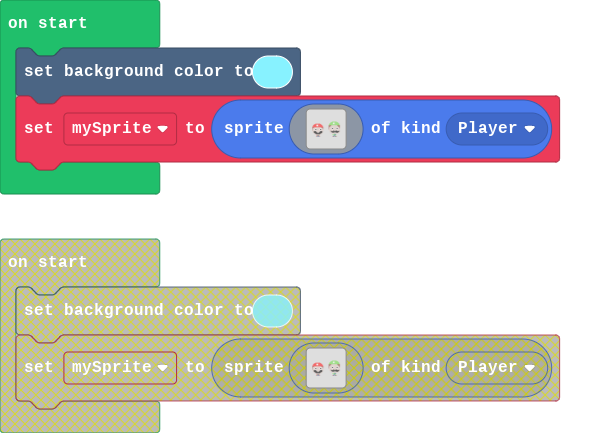 on start
set background color to
set mySprite to sprite of kind Player
on start
set background color to
set mySprite to sprite of kind Player